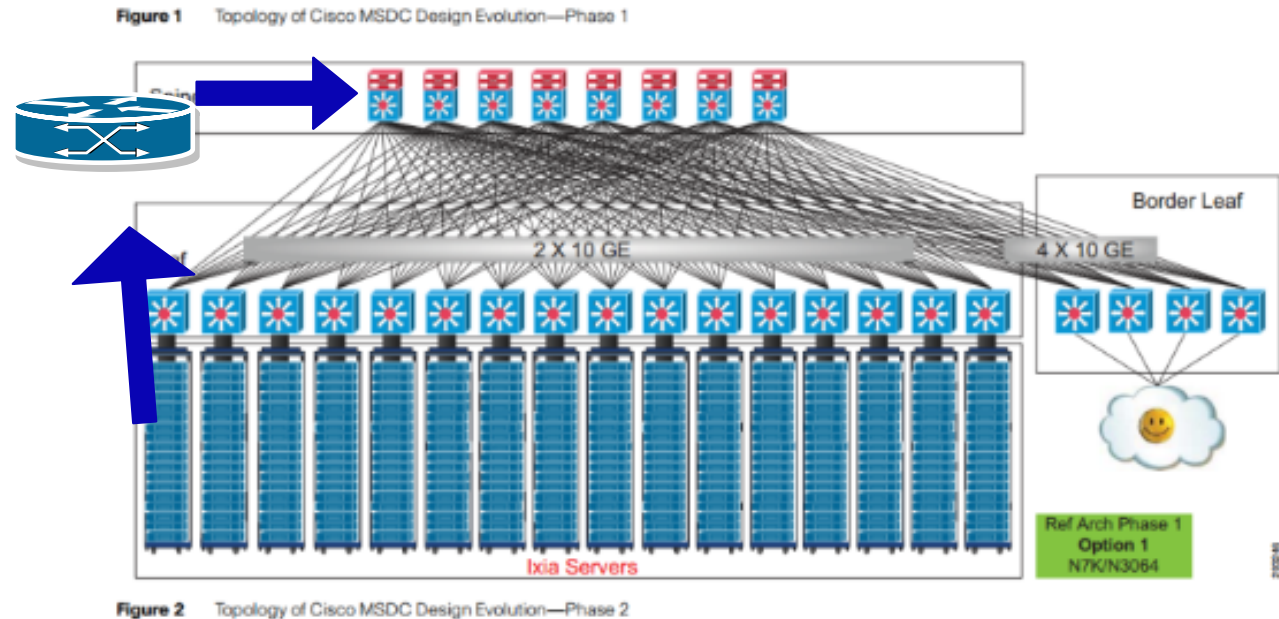 Figure 1 Topology of Cisco MSDC Design Evolution—Phase 1
Border Leaf
2 X 10 GE
4 X 10 GE
Ixia Servers
Ref Arch Phase 1
Option 1
N7K/N3064
Figure 2 Topology of Cisco MSDC Design Evolution—Phase 2